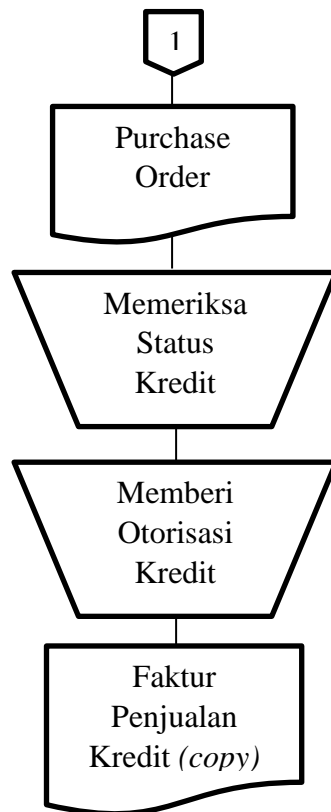 1
Purchase
Order
Memeriksa
Status
Kredit
Memberi
Otorisasi
Kredit
Faktur
Penjualan
Kredit (copy)